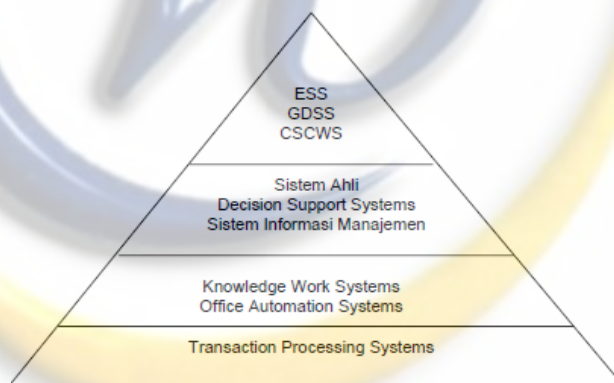 ESS
GDSS
CSCWS
Sistem Ahli
Decision Support Systems
Sistem Informasi Manajemen
Knowledge Work Systems
Office Automation Systems
Transaction Processing Systems